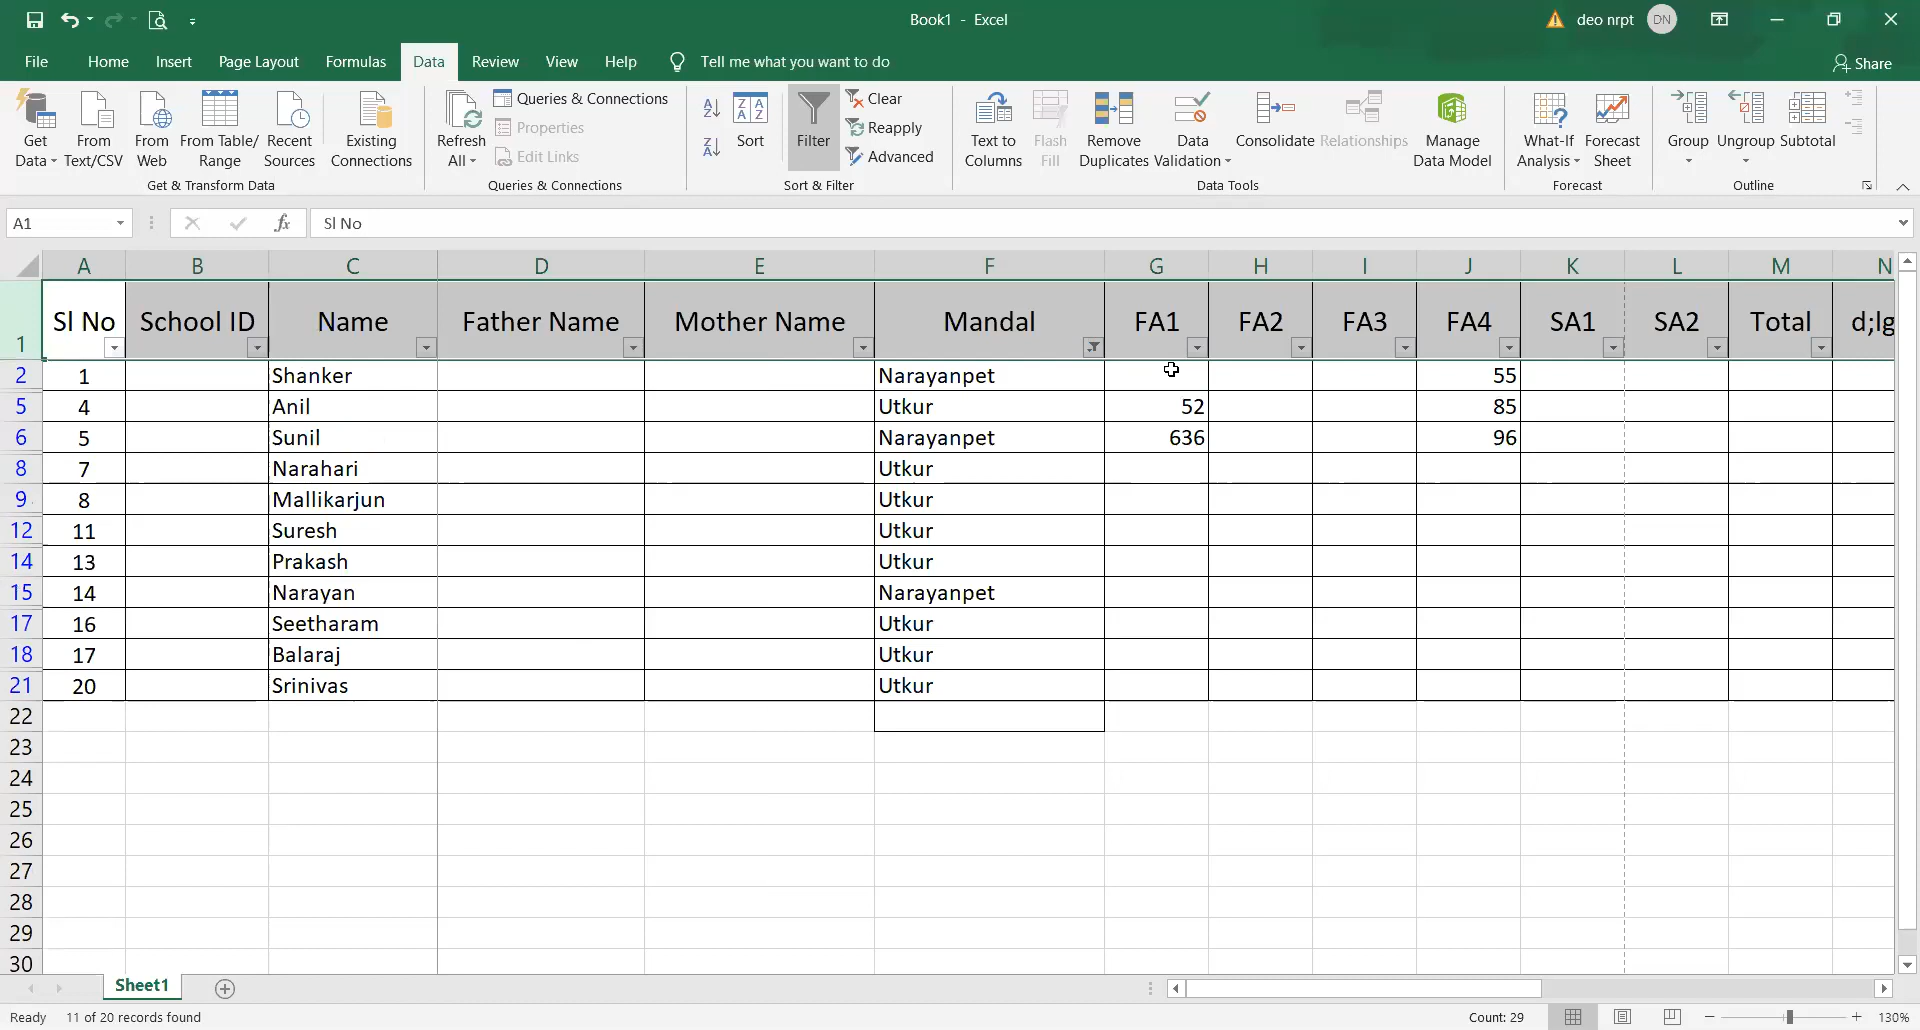 Book1 - Excel
deo nrpt
DN
File
Home
Insert
Page Layout
Formulas
Data
Review
View
Help
Tell me what you want to do
Share
Get Data
From Text/CSV
From Web
From Table/ Range
Recent Sources
Existing Connections
Get & Transform Data
Refresh All
Queries & Connections
Properties
Edit Links
Queries & Connections
Sort
Filter
Clear
Reapply
Advanced
Sort & Filter
Text to Columns
Flash Fill
Remove Duplicates
Data Validation
Consolidate
Relationships
Manage Data Model
Data Tools
What-If Analysis
Forecast Sheet
Forecast
Group
Ungroup
Subtotal
Outline
A1
fx
Sl No
A B C D E F G H I J K L M N
1 Sl No School ID Name Father Name Mother Name Mandal FA1 FA2 FA3 FA4 SA1 SA2 Total d;lg
2 1 Shanker Narayanpet 55
5 4 Anil Utkur 52 85
6 5 Sunil Narayanpet 636 96
8 7 Narahari Utkur
9 8 Mallikarjun Utkur
12 11 Suresh Utkur
14 13 Prakash Utkur
15 14 Narayan Narayanpet
17 16 Seetharam Utkur
18 17 Balaraj Utkur
21 20 Srinivas Utkur
22
23
24
25
26
27
28
29
30
Sheet1
Ready 11 of 20 records found
Count: 29
130%